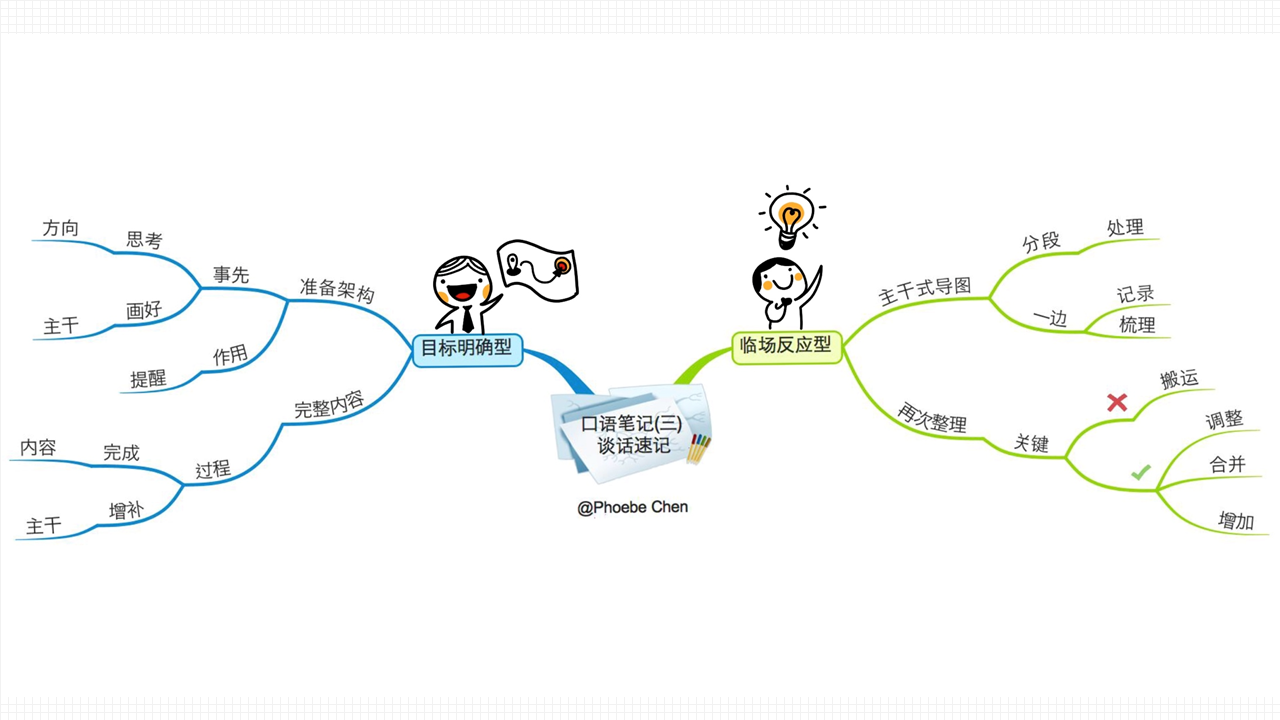 口语笔记(三)
谈话速记
@Phoebe Chen
临场反应型
主干式导图
分段
处理
一边
记录
梳理
再次整理
关键
搬运
调整
合并
增加
目标明确型
准备架构
事先
思考
方向
画好
主干
作用
提醒
完整内容
过程
完成
内容
增补
主干